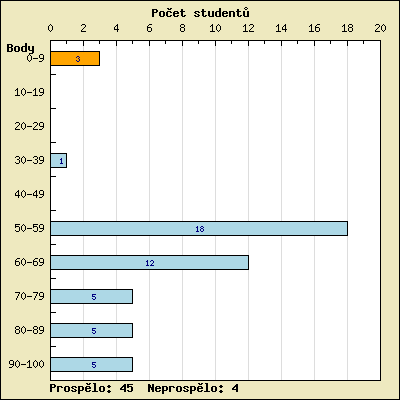 Počet studentů
0 2 4 6 8 10 12 14 16 18 20
Body
0-9 3
10-19
20-29
30-39 1
40-49
50-59 18
60-69 12
70-79 5
80-89 5
90-100 5
Prospělo: 45 Neprospělo: 4